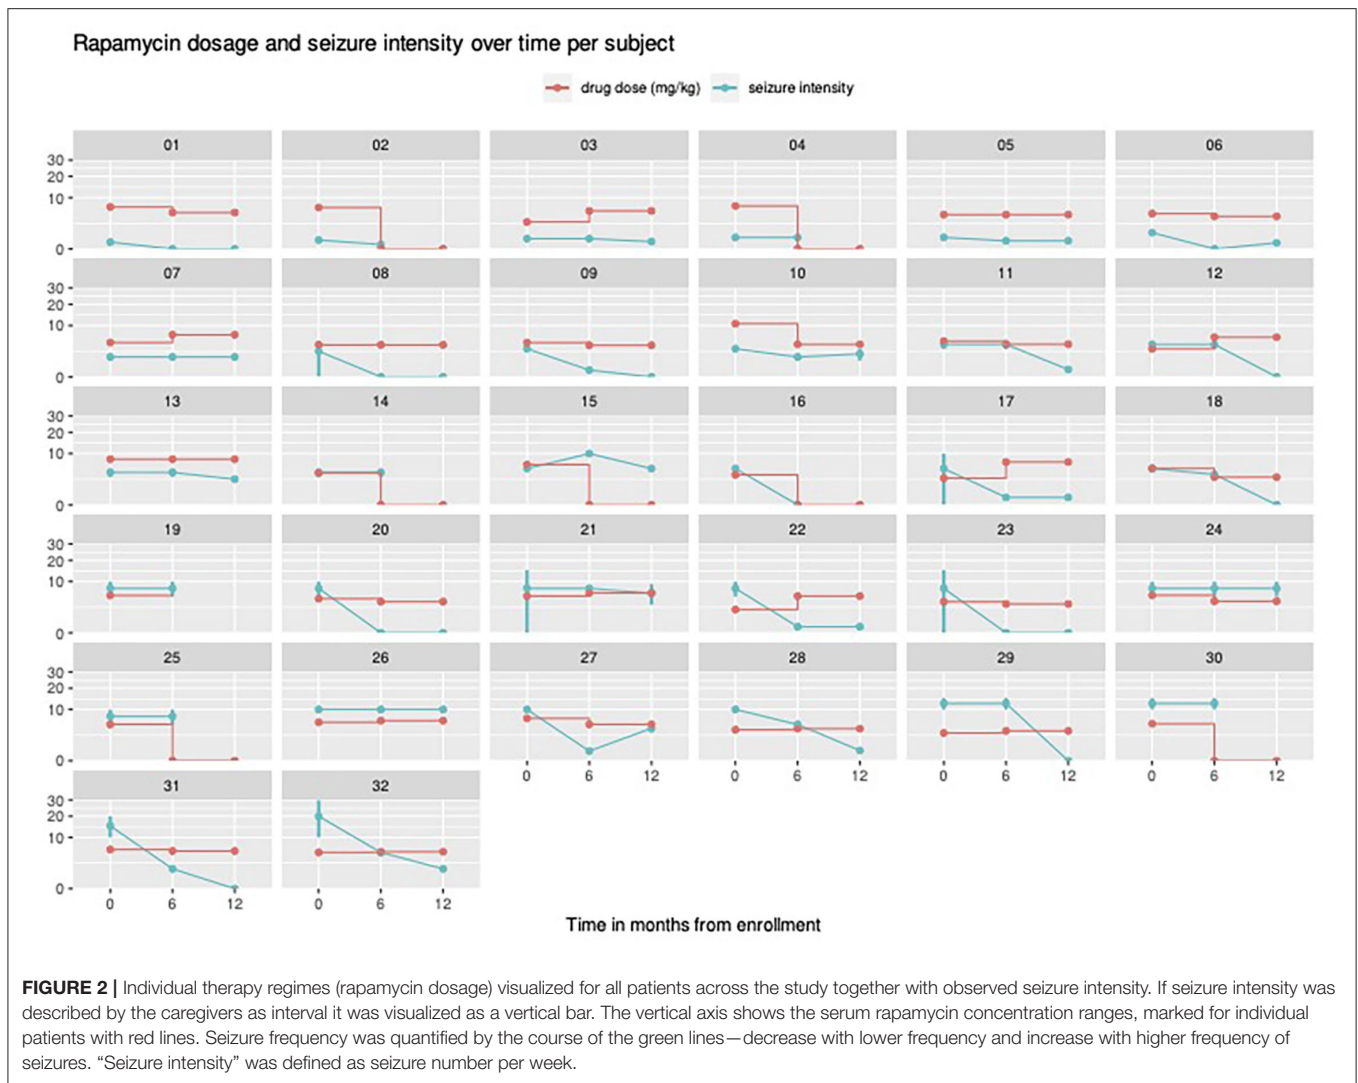 Rapamycin dosage and seizure intensity over time per subject
drug dose (mg/kg) seizure intensity
01 02 03 04 05 06
30
20
10
0
07 08 09 10 11 12
30
20
10
0
13 14 15 16 17 18
30
20
10
0
19 20 21 22 23 24
30
20
10
0
25 26 27 28 29 30
30
20
10
0
0 6 12 0 6 12 0 6 12 0 6 12
31 32
30
20
10
0
0 6 12 0 6 12
Time in months from enrollment
FIGURE 2 | Individual therapy regimes (rapamycin dosage) visualized for all patients across the study together with observed seizure intensity. If seizure intensity was
described by the caregivers as interval it was visualized as a vertical bar. The vertical axis shows the serum rapamycin concentration ranges, marked for individual
patients with red lines. Seizure frequency was quantified by the course of the green lines—decrease with lower frequency and increase with higher frequency of
seizures. “Seizure intensity” was defined as seizure number per week.